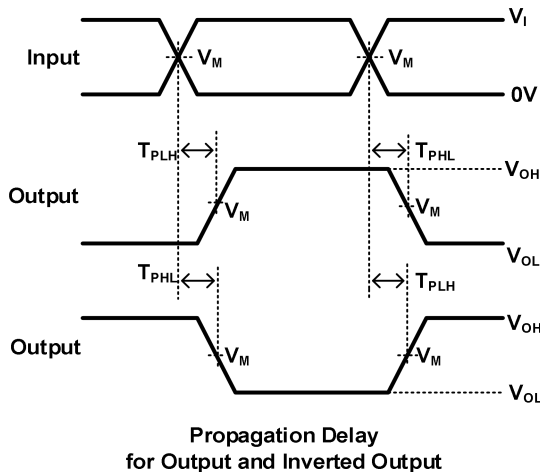 V_I
Input
V_M
V_M
0V
T_PLH
T_PHL
V_OH
Output
V_M
V_M
V_OL
T_PHL
T_PLH
V_OH
Output
V_M
V_M
V_OL
Propagation Delay
for Output and Inverted Output